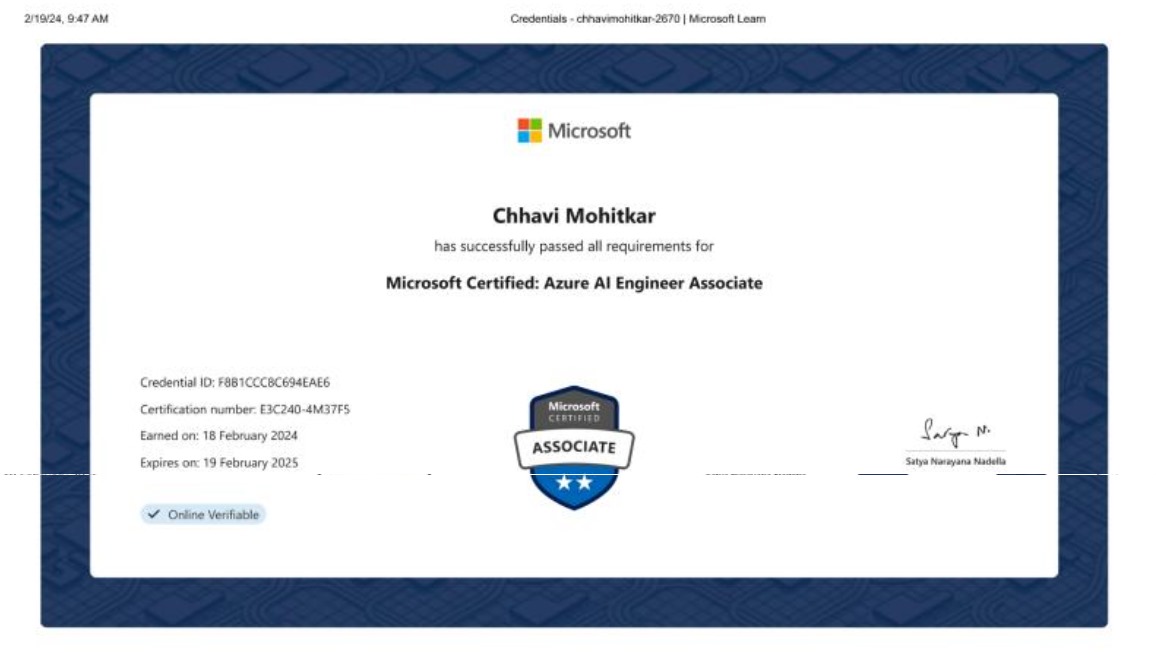 2/19/24, 9:47 AM Credentials - chhavimohitkar-2670 | Microsoft Learn
Microsoft
Chhavi Mohitkar
has successfully passed all requirements for
Microsoft Certified: Azure AI Engineer Associate
Credential ID: F8B1CCC8C694EAE6
Certification number: E3C240-4M37F5
Earned on: 18 February 2024
Expires on: 19 February 2025
Online Verifiable
Microsoft
CERTIFIED
ASSOCIATE
Satya N.
Satya Narayana Nadella